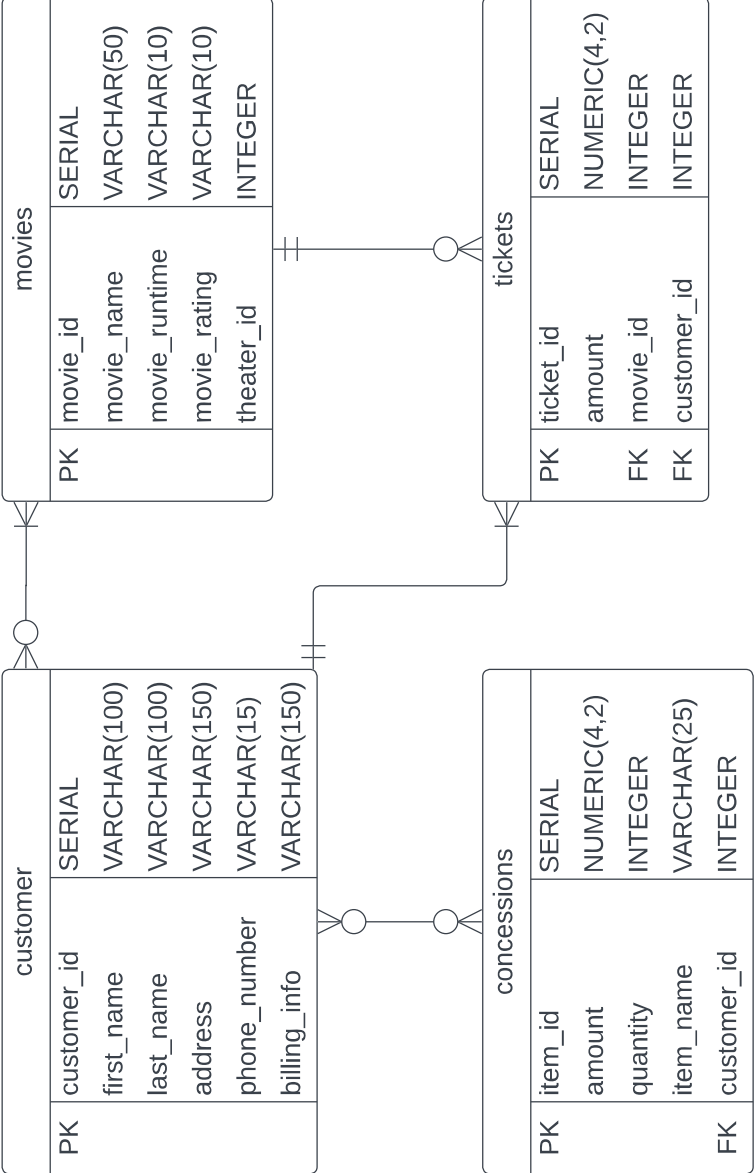 customer
PK customer_id SERIAL
first_name VARCHAR(100)
last_name VARCHAR(100)
address VARCHAR(150)
phone_number VARCHAR(15)
billing_info VARCHAR(150)
movies
PK movie_id SERIAL
movie_name VARCHAR(50)
movie_runtime VARCHAR(10)
movie_rating VARCHAR(10)
theater_id INTEGER
concessions
PK item_id SERIAL
amount NUMERIC(4,2)
quantity INTEGER
item_name VARCHAR(25)
FK customer_id INTEGER
tickets
PK ticket_id SERIAL
amount NUMERIC(4,2)
FK movie_id INTEGER
FK customer_id INTEGER